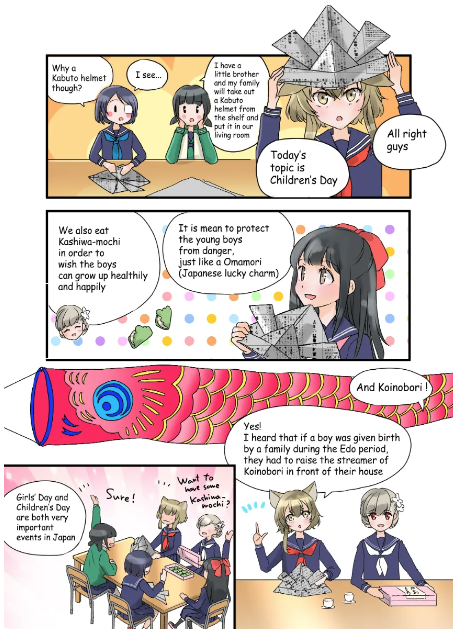 All right
guys
Today's
topic is
Children's Day
I have a
little brother
and my family
will take out
a Kabuto
helmet from
the shelf and
put it in our
living room
I see...
Why a
Kabuto helmet
though?
It is mean to protect
the young boys
from danger,
just like a Omamori
(Japanese lucky charm)
We also eat
Kashiwa-mochi
in order to
wish the boys
can grow up healthily
and happily
And Koinobori !
Yes!
I heard that if a boy was given birth
by a family during the Edo period,
they had to raise the streamer of
Koinobori in front of their house
Want to
have some
Kashiwa-
mochi?
Sure!
Girls' Day and
Children's Day
are both very
important
events in Japan